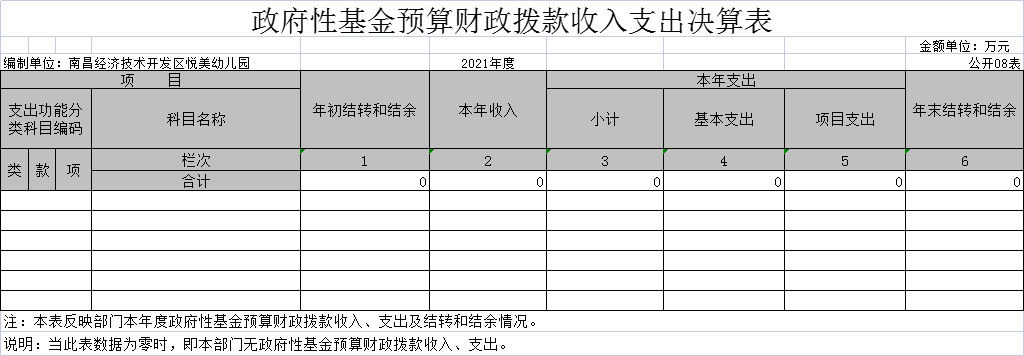 政府性基金预算财政拨款收入支出决算表
金额单位：万元
编制单位：南昌经济技术开发区悦美幼儿园 2021年度 公开08表
项 目 年初结转和结余 本年收入 本年支出 年末结转和结余
支出功能分类科目编码 科目名称 小计 基本支出 项目支出
类 款 项 栏次 1 2 3 4 5 6
合计 0 0 0 0 0 0
注：本表反映部门本年度政府性基金预算财政拨款收入、支出及结转和结余情况。
说明：当此表数据为零时，即本部门无政府性基金预算财政拨款收入、支出。